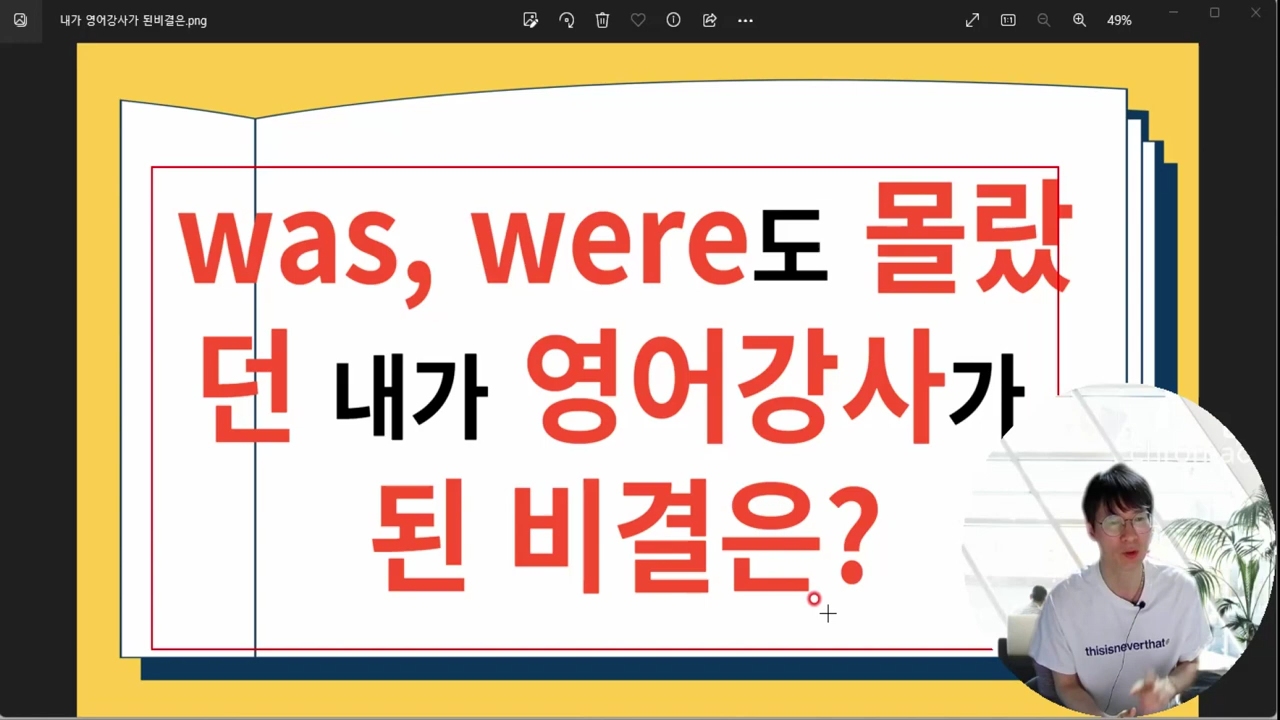 내가 영어강사가 된비결은.png
49%
was, were도 몰랐
던 내가 영어강사가
된 비결은?
thisisneverthat